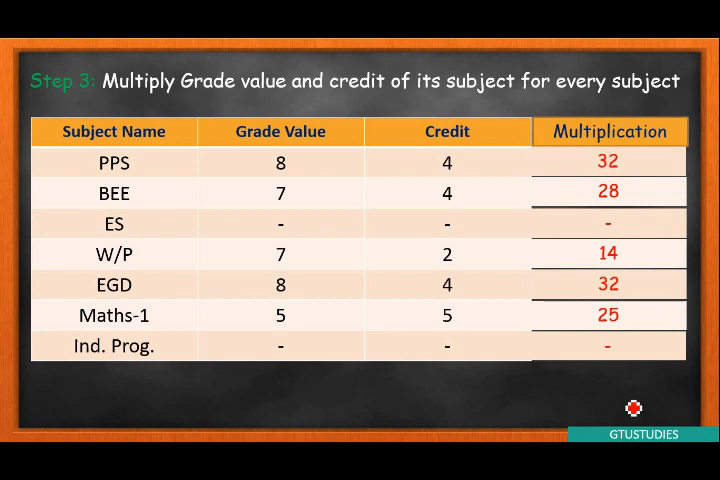 Step 3: Multiply Grade value and credit of its subject for every subject
Subject Name Grade Value Credit Multiplication
PPS 8 4 32
BEE 7 4 28
ES - - -
W/P 7 2 14
EGD 8 4 32
Maths-1 5 5 25
Ind. Prog. - - -
GTUSTUDIES